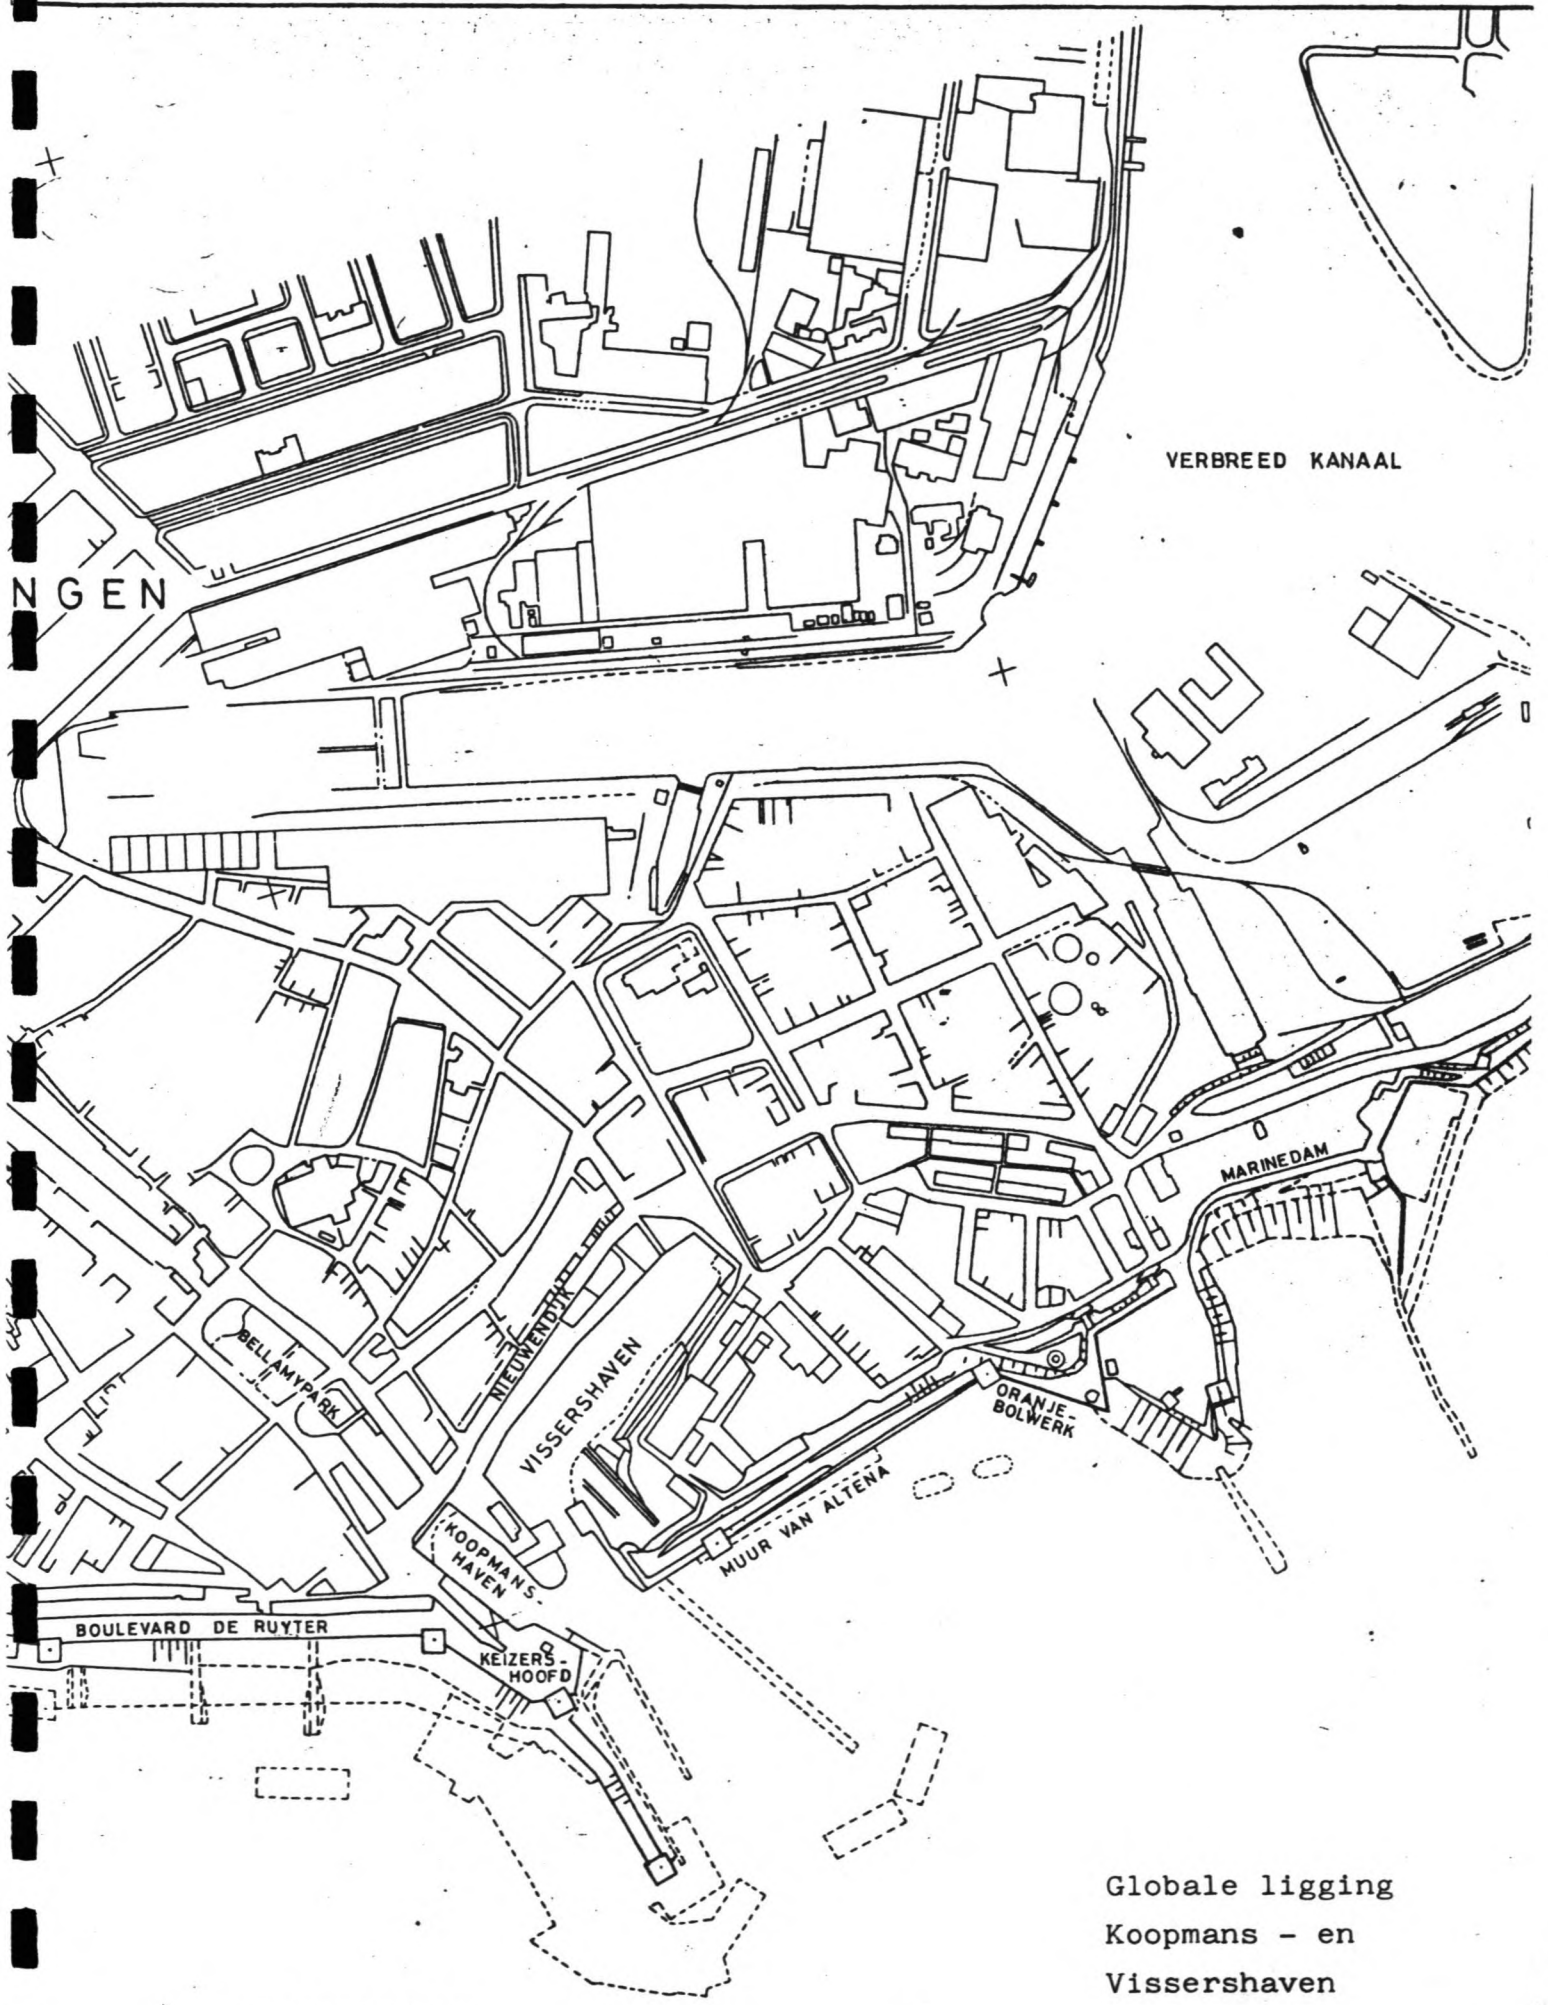 VERBREED KANAAL
NGEN
MARINEDAM
BELLAMYPARK
NIEUWENDIJK
VISSERSHAVEN
ORANJE-
BOLWERK
MUUR VAN ALTENA
KOOPMANS-
HAVEN
BOULEVARD DE RUYTER
KEIZERS-
HOOFD
Globale ligging
Koopmans - en
Vissershaven